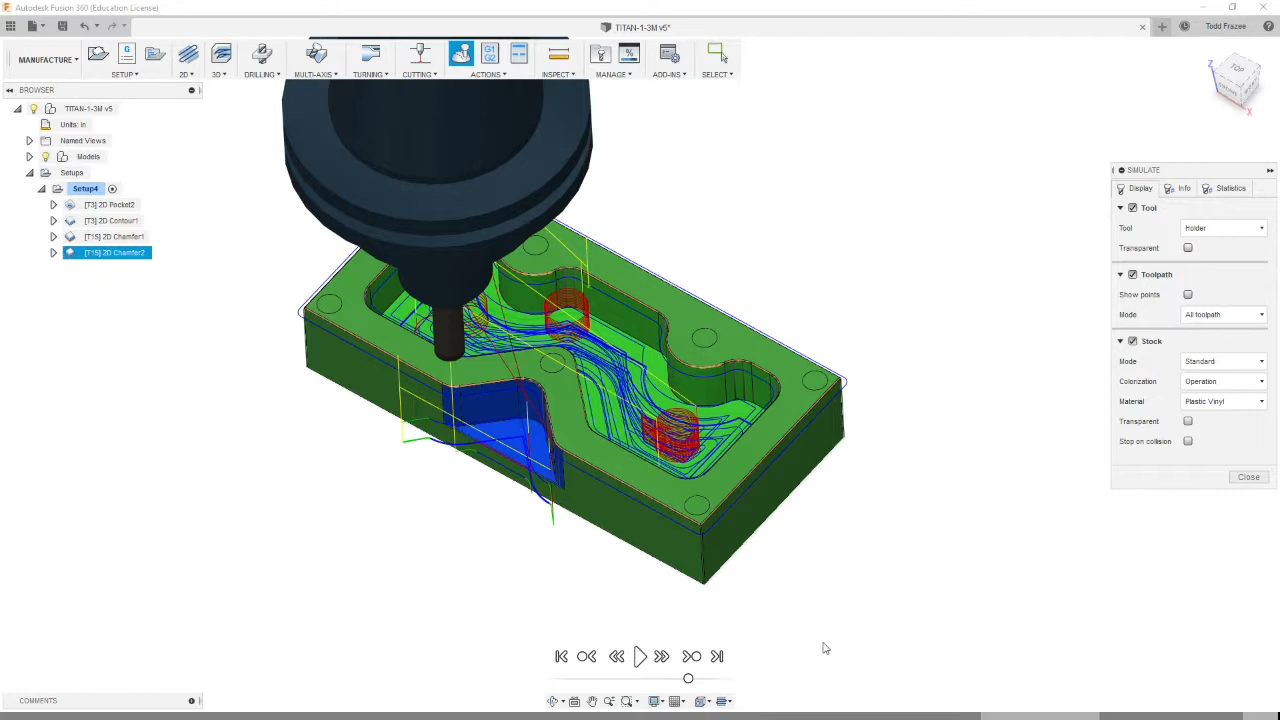 Autodesk Fusion 360 (Education License)
TITAN-1-3M v5*
Todd Frazee
MANUFACTURE
SETUP
2D
3D
DRILLING
MULTI-AXIS
TURNING
CUTTING
ACTIONS
INSPECT
MANAGE
ADD-INS
SELECT
G
G1
G2
%
BROWSER
TITAN-1-3M v5
Units: in
Named Views
Models
Setups
Setup4
[T3] 2D Pocket2
[T3] 2D Contour1
[T15] 2D Chamfer1
[T15] 2D Chamfer2
Z
TOP
X
SIMULATE
Display
Info
Statistics
Tool
Tool
Holder
Transparent
Toolpath
Show points
Mode
All toolpath
Stock
Mode
Standard
Colorization
Operation
Material
Plastic Vinyl
Transparent
Stop on collision
Close
COMMENTS